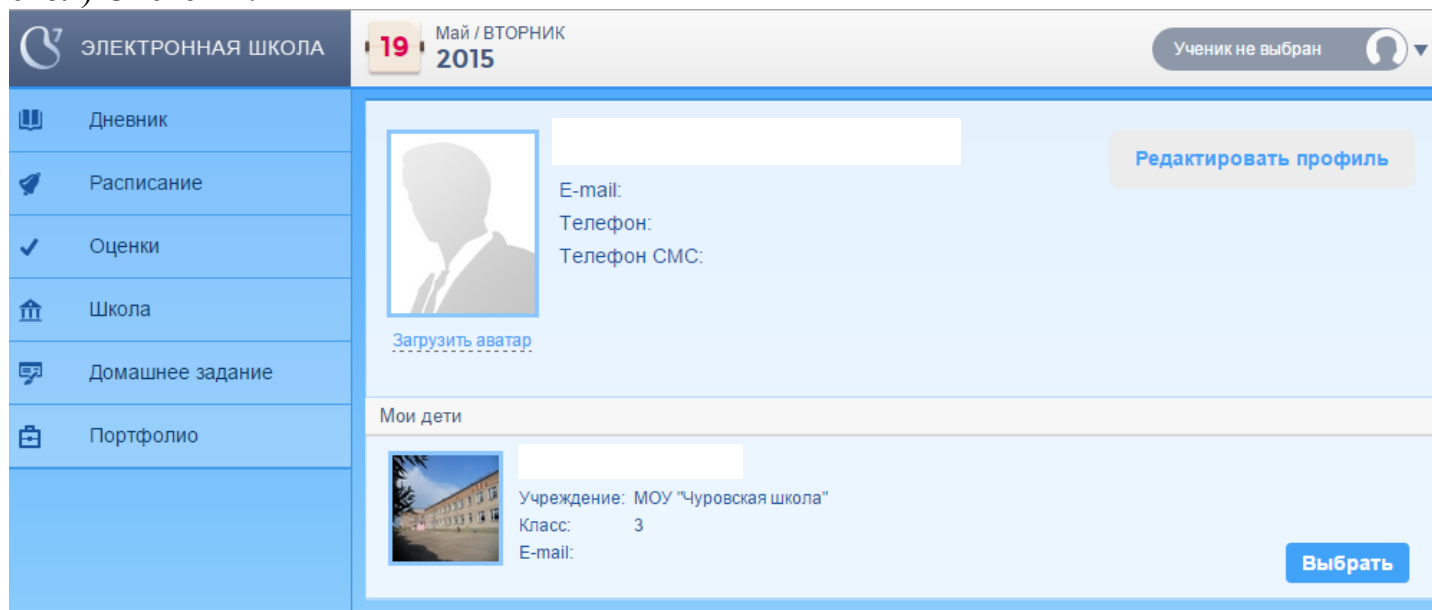 ЭЛЕКТРОННАЯ ШКОЛА
19
Май / ВТОРНИК
2015
Ученик не выбран
Дневник
Расписание
Оценки
Школа
Домашнее задание
Портфолио
Редактировать профиль
E-mail:
Телефон:
Телефон СМС:
Загрузить аватар
Мои дети
Учреждение: МОУ "Чуровская школа"
Класс: 3
E-mail:
Выбрать